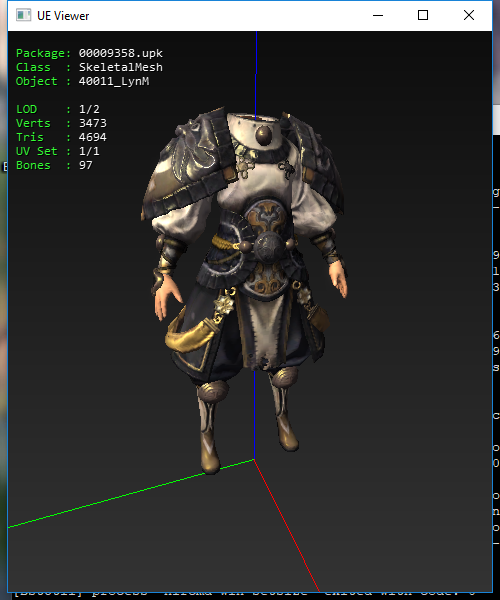 UE Viewer
Package: 00009358.upk
Class : SkeletalMesh
Object : 40011_LynM
LOD : 1/2
Verts : 3473
Tris : 4694
UV Set : 1/1
Bones : 97